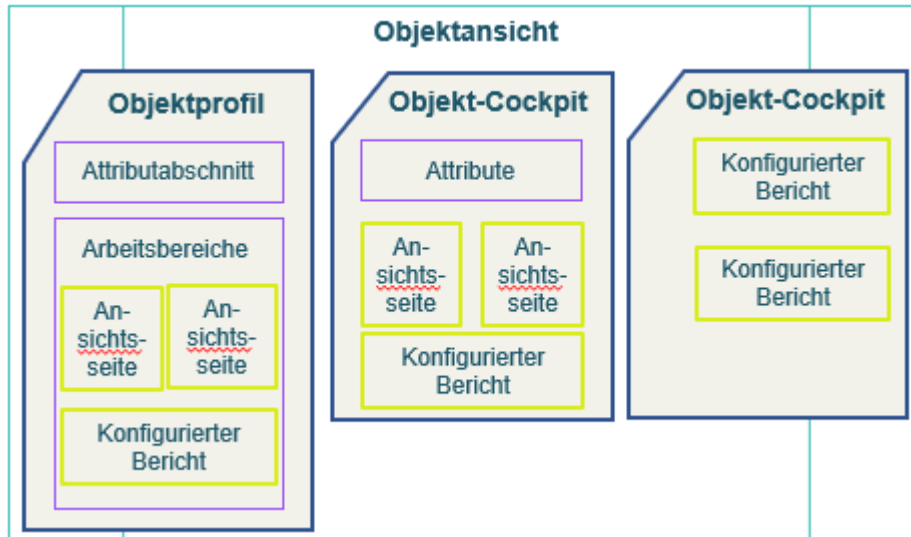 Objektansicht
Objektprofil
Attributabschnitt
Arbeitsbereiche
An-
sichts-
seite
An-
sichts-
seite
Konfigurierter
Bericht
Objekt-Cockpit
Attribute
An-
sichts-
seite
An-
sichts-
seite
Konfigurierter
Bericht
Objekt-Cockpit
Konfigurierter
Bericht
Konfigurierter
Bericht